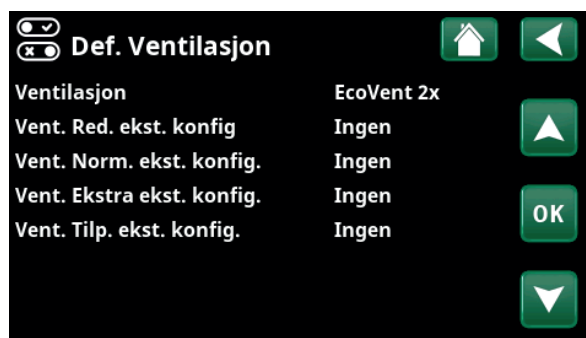 Def. Ventilasjon
Ventilasjon EcoVent 2x
Vent. Red. ekst. konfig Ingen
Vent. Norm. ekst. konfig. Ingen
Vent. Ekstra ekst. konfig. Ingen
Vent. Tilp. ekst. konfig. Ingen
OK